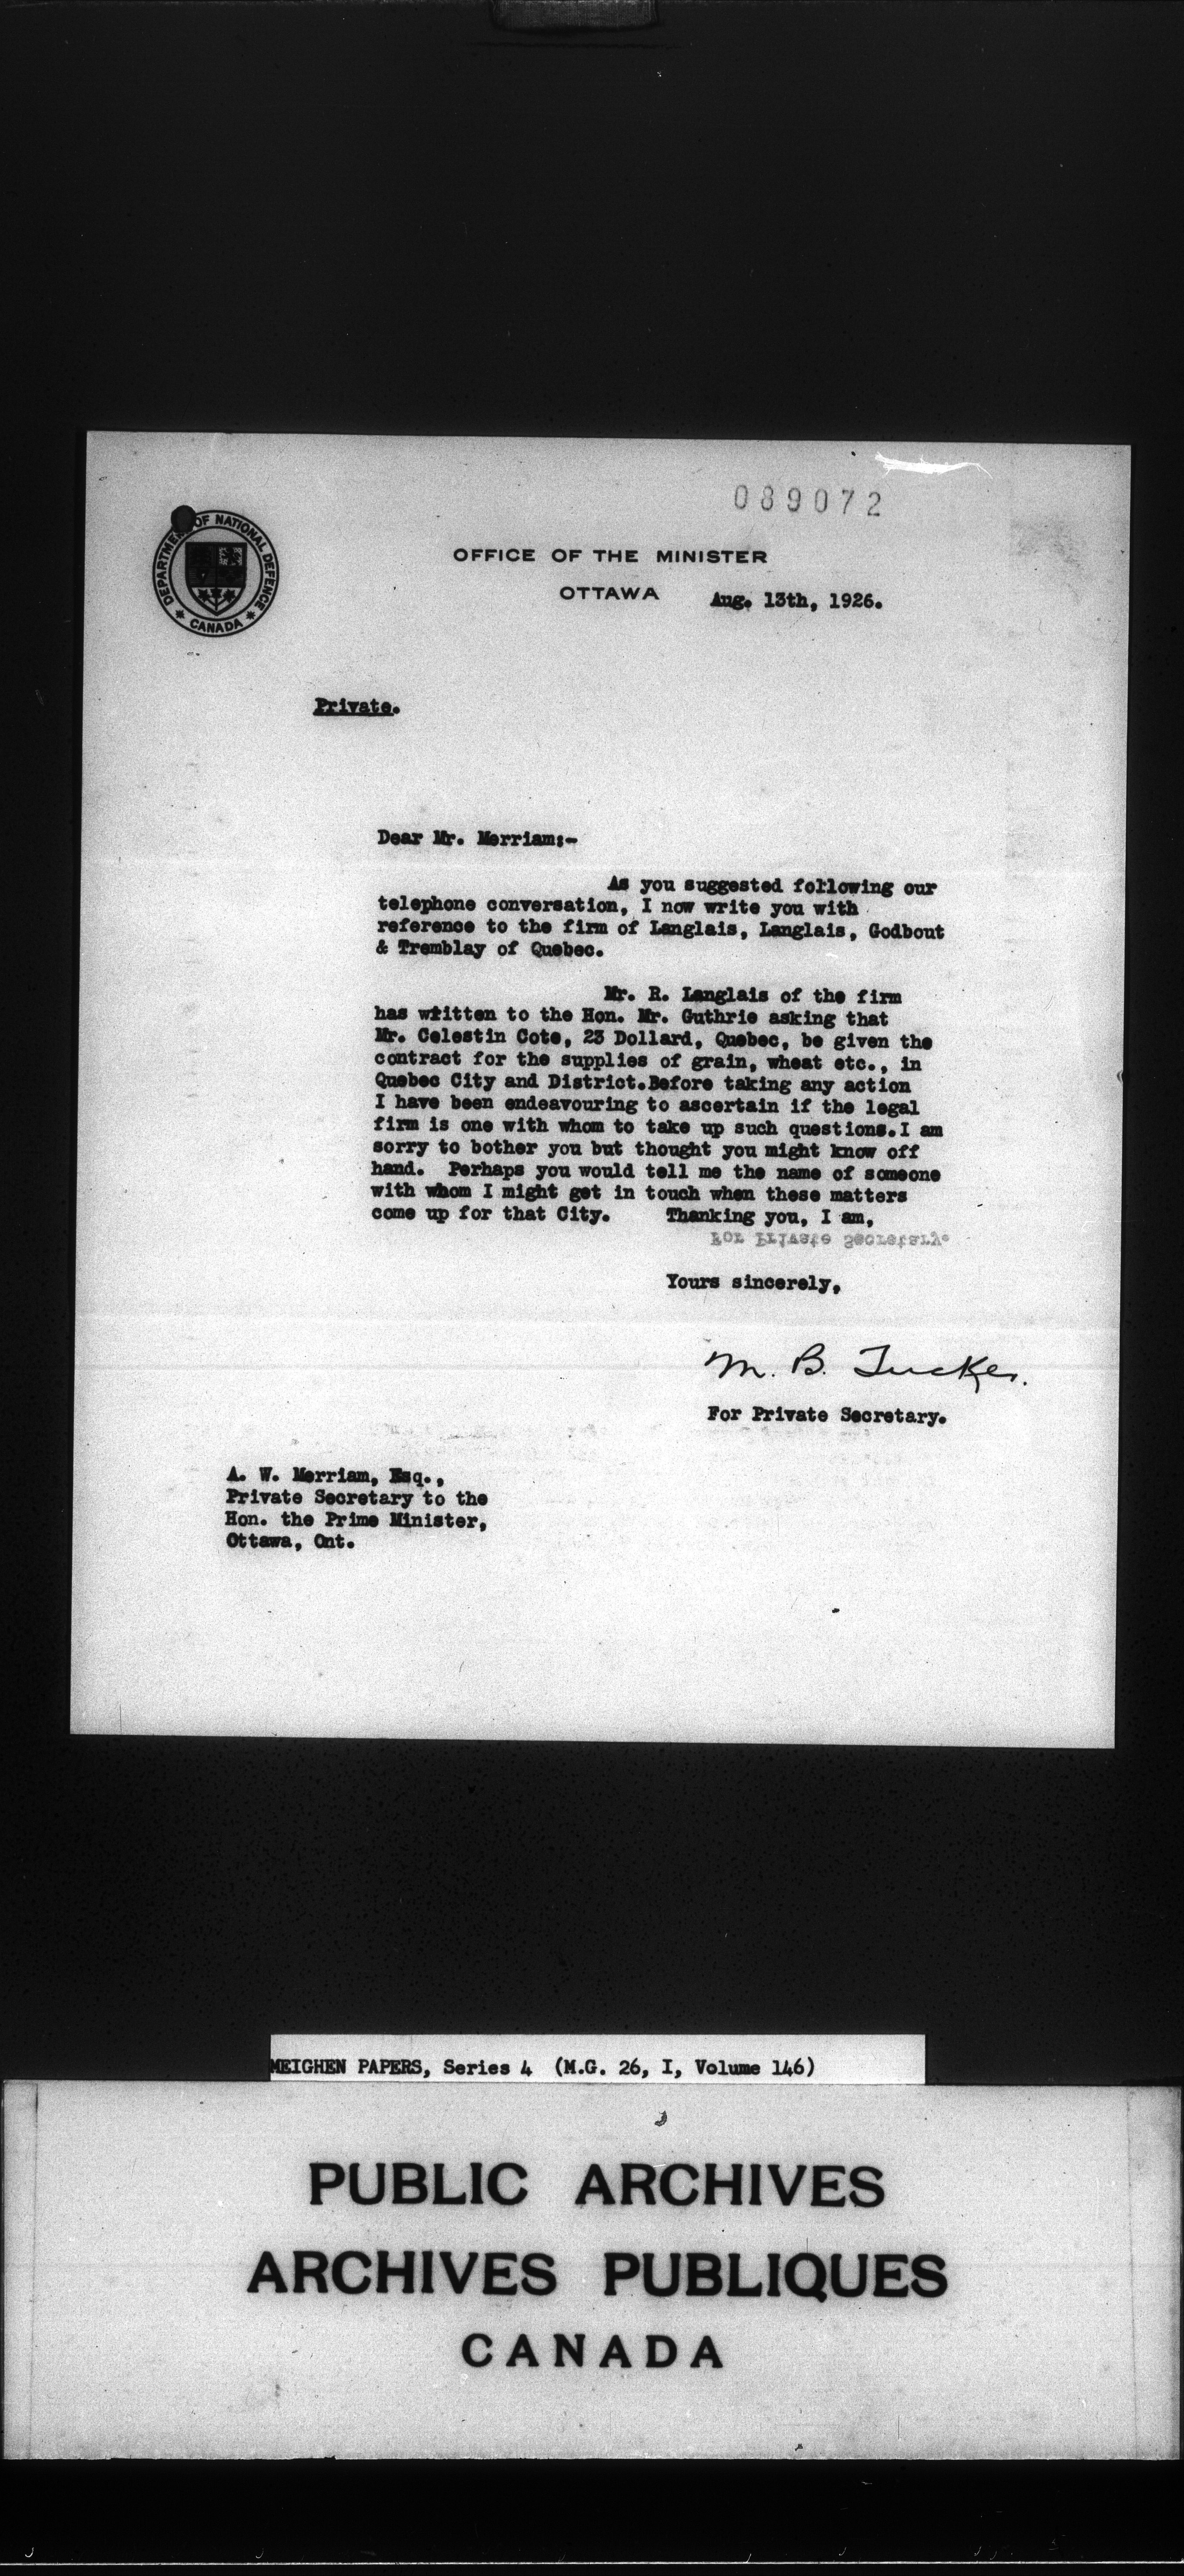 089072
DEPARTMENT OF NATIONAL DEFENCE
CANADA
OFFICE OF THE MINISTER
OTTAWA Aug. 13th, 1926.
Private.
Dear Mr. Merriam:-
As you suggested following our
telephone conversation, I now write you with
reference to the firm of Langlais, Langlais, Godbout
& Tremblay of Quebec.
Mr. R. Langlais of the firm
has written to the Hon. Mr. Guthrie asking that
Mr. Celestin Cote, 23 Dollard, Quebec, be given the
contract for the supplies of grain, wheat etc., in
Quebec City and District.Before taking any action
I have been endeavouring to ascertain if the legal
firm is one with whom to take up such questions.I am
sorry to bother you but thought you might know off
hand. Perhaps you would tell me the name of someone
with whom I might get in touch when these matters
come up for that City. Thanking you, I am,
For Private Secretary.
Yours sincerely,
M. B. Tucker.
For Private Secretary.
A. W. Merriam, Esq.,
Private Secretary to the
Hon. the Prime Minister,
Ottawa, Ont.
MEIGHEN PAPERS, Series 4 (M.G. 26, I, Volume 146)
PUBLIC ARCHIVES
ARCHIVES PUBLIQUES
CANADA